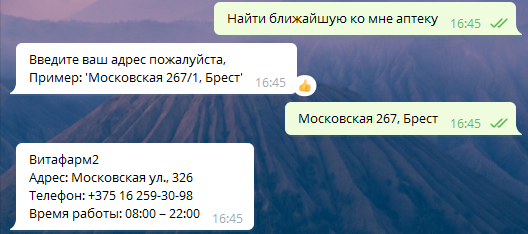 Найти ближайшую ко мне аптеку
16:45
Введите ваш адрес пожалуйста,
Пример: 'Московская 267/1, Брест'
16:45
Московская 267, Брест
16:45
Витафарм2
Адрес: Московская ул., 326
Телефон: +375 16 259-30-98
Время работы: 08:00 – 22:00
16:45